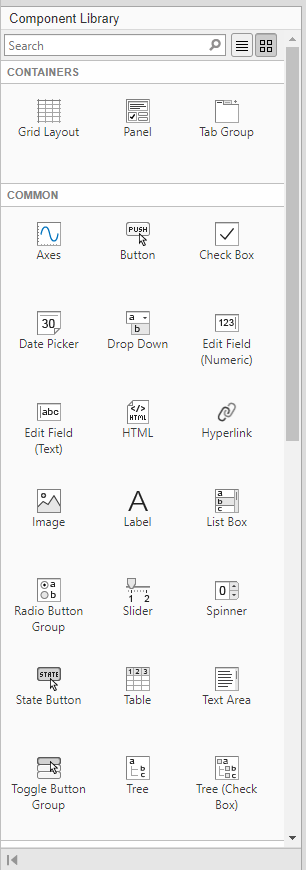 Component Library
Search
CONTAINERS
Grid Layout
Panel
Tab Group
COMMON
Axes
PUSH
Button
Check Box
30
Date Picker
a
b
Drop Down
123
Edit Field
(Numeric)
abc
Edit Field
(Text)
</>
HTML
HTML
Hyperlink
Image
A
Label
a
b
c
List Box
a
b
Radio Button
Group
1 2
Slider
0
Spinner
STATE
State Button
1 2 3
Table
Text Area
Toggle Button
Group
a
b
c
Tree
a
b
c
Tree (Check
Box)